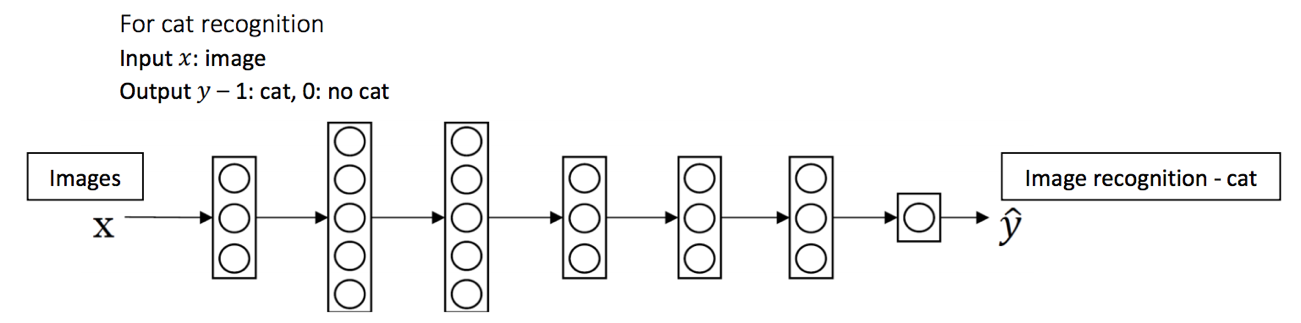 For cat recognition
Input 𝑥: image
Output 𝑦 – 1: cat, 0: no cat
Images
Image recognition - cat
x
ŷ